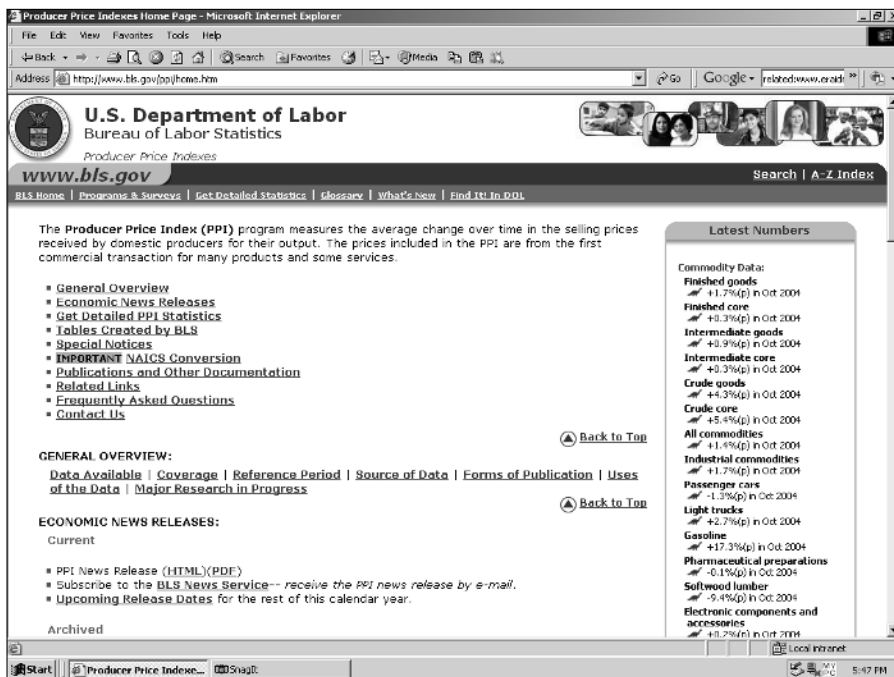 Producer Price Indexes Home Page - Microsoft Internet Explorer
File Edit View Favorites Tools Help
Back Search Favorites Media
Address http://www.bls.gov/ppi/home.htm Go Google
U.S. Department of Labor
Bureau of Labor Statistics
Producer Price Indexes
www.bls.gov
Search | A-Z Index
BLS Home | Programs & Surveys | Get Detailed Statistics | Glossary | What's New | Find It! In DOL
The Producer Price Index (PPI) program measures the average change over time in the selling prices
received by domestic producers for their output. The prices included in the PPI are from the first
commercial transaction for many products and some services.
General Overview
Economic News Releases
Get Detailed PPI Statistics
Tables Created by BLS
Special Notices
IMPORTANT NAICS Conversion
Publications and Other Documentation
Related Links
Frequently Asked Questions
Contact Us
Back to Top
GENERAL OVERVIEW:
Data Available | Coverage | Reference Period | Source of Data | Forms of Publication | Uses
of the Data | Major Research in Progress
Back to Top
ECONOMIC NEWS RELEASES:
Current
PPI News Release (HTML)(PDF)
Subscribe to the BLS News Service-- receive the PPI news release by e-mail.
Upcoming Release Dates for the rest of this calendar year.
Archived
Latest Numbers
Commodity Data:
Finished goods
+1.7%(p) in Oct 2004
Finished core
+0.3%(p) in Oct 2004
Intermediate goods
+0.9%(p) in Oct 2004
Intermediate core
+0.3%(p) in Oct 2004
Crude goods
+4.3%(p) in Oct 2004
Crude core
+5.4%(p) in Oct 2004
All commodities
+1.4%(p) in Oct 2004
Industrial commodities
+1.7%(p) in Oct 2004
Passenger cars
-1.3%(p) in Oct 2004
Light trucks
+2.7%(p) in Oct 2004
Gasoline
+17.3%(p) in Oct 2004
Pharmaceutical preparations
-0.1%(p) in Oct 2004
Softwood lumber
-9.4%(p) in Oct 2004
Electronic components and
accessories
+0.2%(p) in Oct 2004
Local intranet
Start Producer Price Indexe... SnagIt 5:47 PM